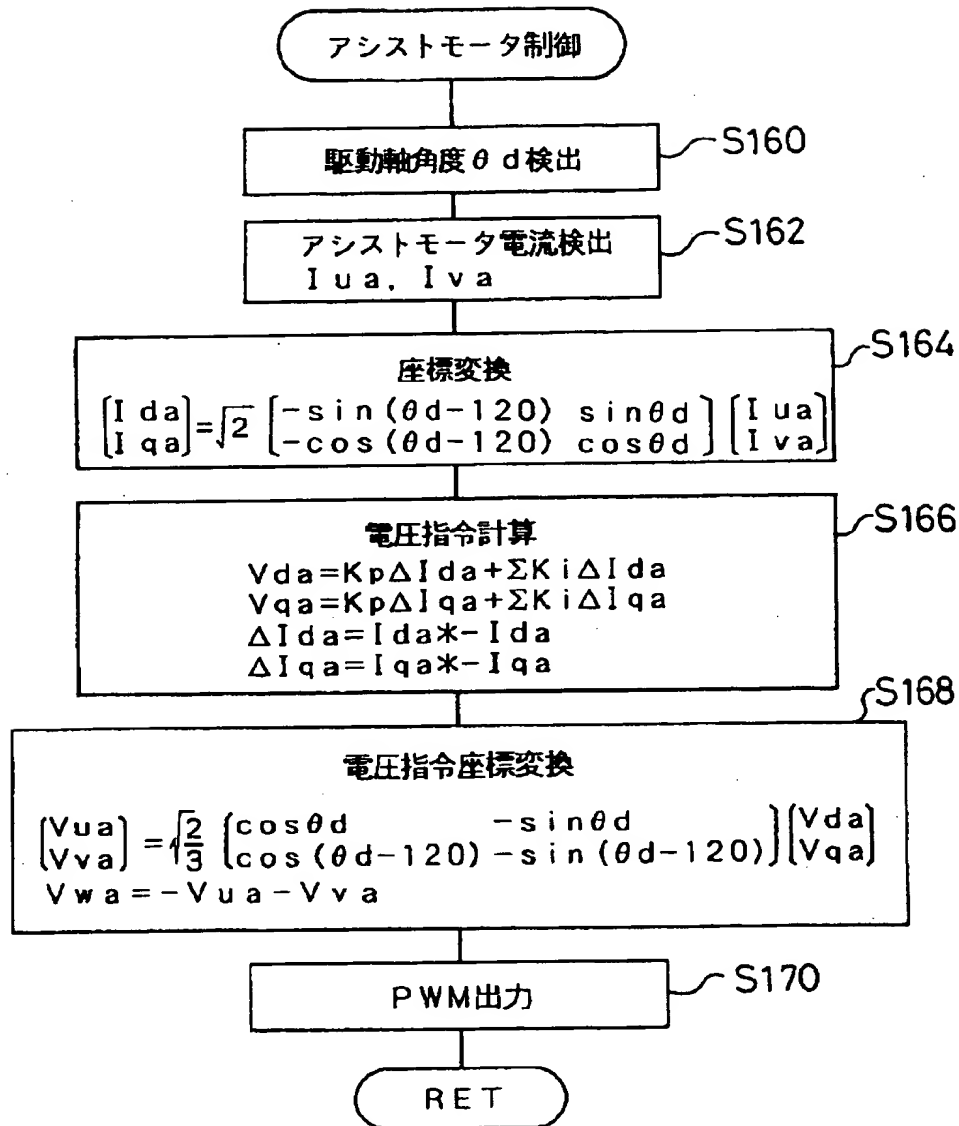 アシストモータ制御
駆動軸角度θd検出
S160
アシストモータ電流検出
Iua, Iva
S162
座標変換
[Ida] =√2 [-sin(θd-120) sinθd] [Iua]
[Iqa] [-cos(θd-120) cosθd] [Iva]
S164
電圧指令計算
Vda=KpΔIda+ΣKiΔIda
Vqa=KpΔIqa+ΣKiΔIqa
ΔIda=Ida*-Ida
ΔIqa=Iqa*-Iqa
S166
電圧指令座標変換
[Vua] =√2/3 [cosθd -sinθd] [Vda]
[Vva] [cos(θd-120) -sin(θd-120)] [Vqa]
Vwa=-Vua-Vva
S168
PWM出力
S170
RET